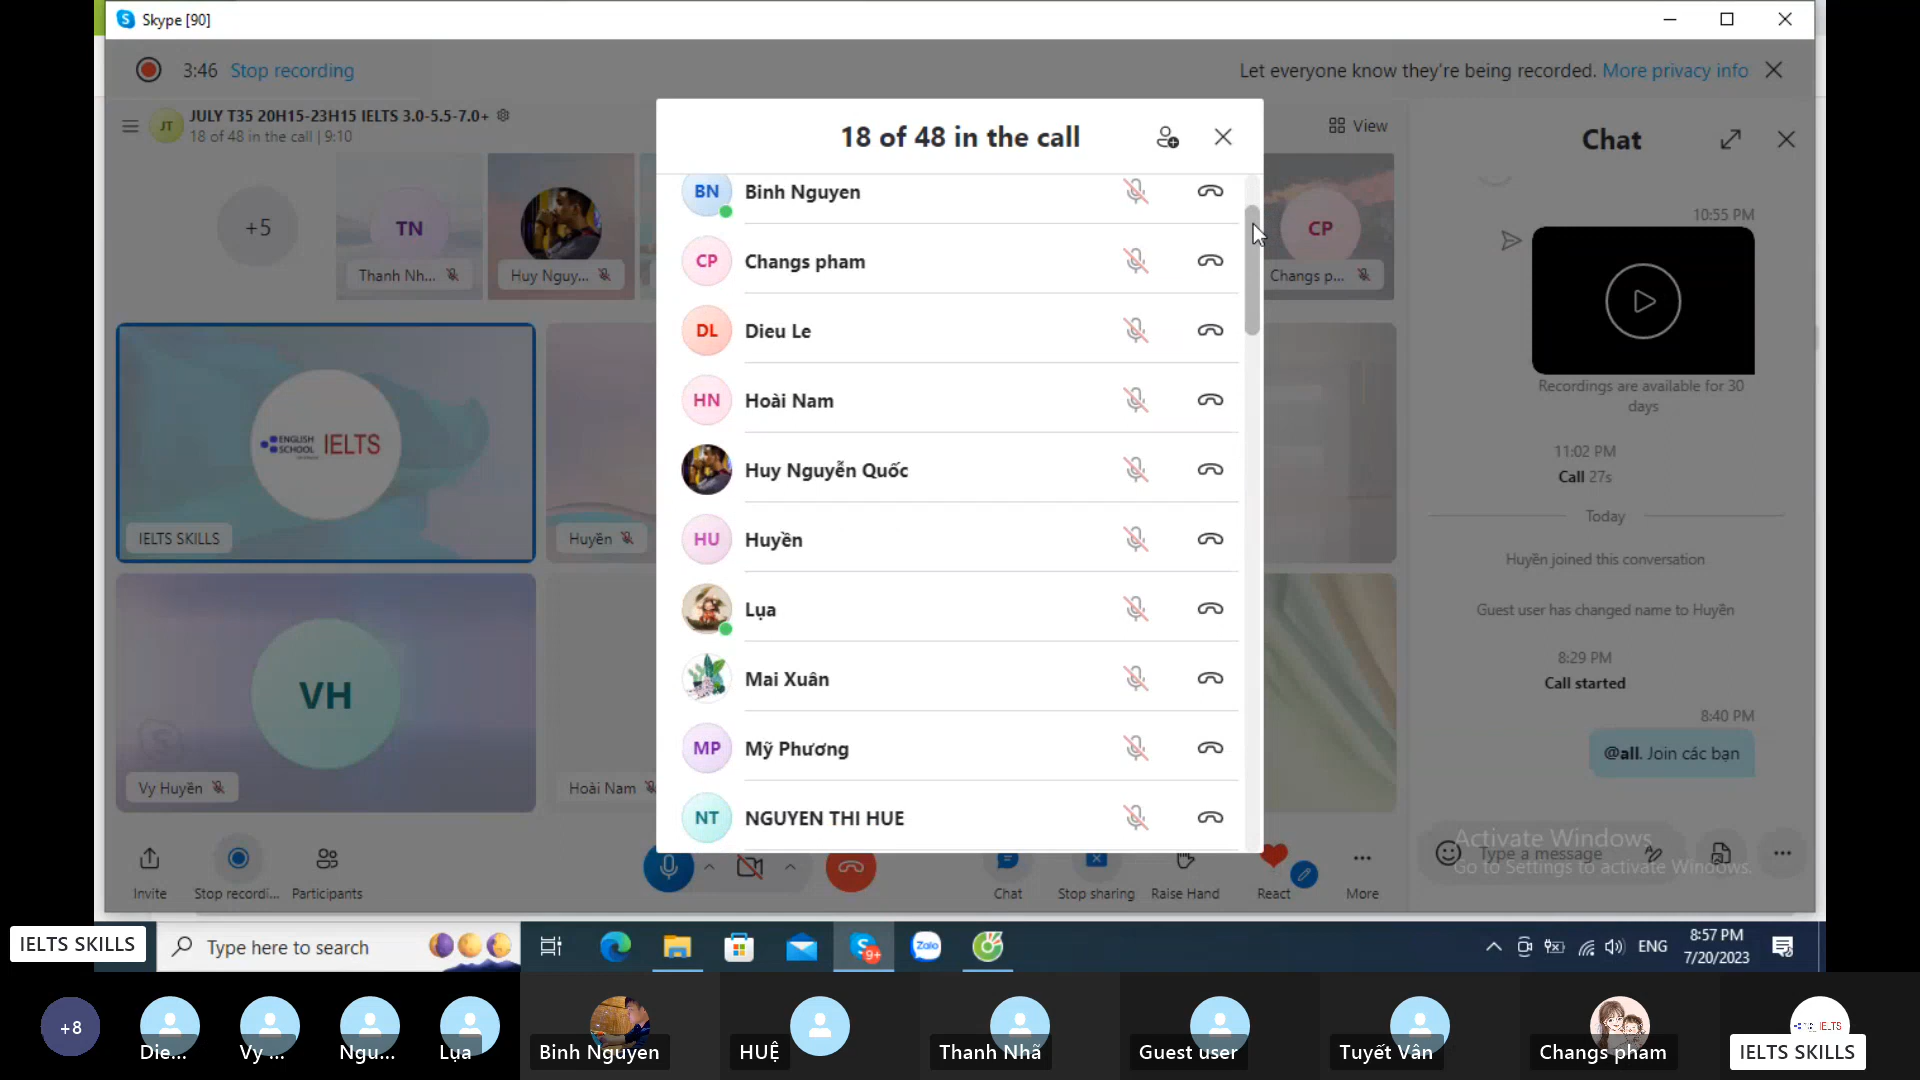 Skype [90]
3:46 Stop recording
Let everyone know they're being recorded. More privacy info
JT
JULY T35 20H15-23H15 IELTS 3.0-5.5-7.0+
18 of 48 in the call | 9:10
View
+5
TN
Thanh Nh...
Huy Nguy...
CP
Changs p...
ENGLISH
SCHOOL
IELTS
IELTS SKILLS
Huyền
VH
Vy Huyền
Hoài Nam
18 of 48 in the call
BN
Binh Nguyen
CP
Changs pham
DL
Dieu Le
HN
Hoài Nam
Huy Nguyễn Quốc
HU
Huyền
Lụa
Mai Xuân
MP
Mỹ Phương
NT
NGUYEN THI HUE
Chat
10:55 PM
Recordings are available for 30
days
11:02 PM
Call 27s
Today
Huyền joined this conversation
Guest user has changed name to Huyền
8:29 PM
Call started
8:40 PM
@all. Join các bạn
Type a message
Activate Windows
Go to Settings to activate Windows.
Invite
Stop recordi...
Participants
Chat
Stop sharing
Raise Hand
React
More
IELTS SKILLS
Type here to search
9+
Zalo
ENG
8:57 PM
7/20/2023
+8
Die...
Vy ...
Ngu...
Lụa
Binh Nguyen
HUỆ
Thanh Nhã
Guest user
Tuyết Vân
Changs pham
IELTS SKILLS